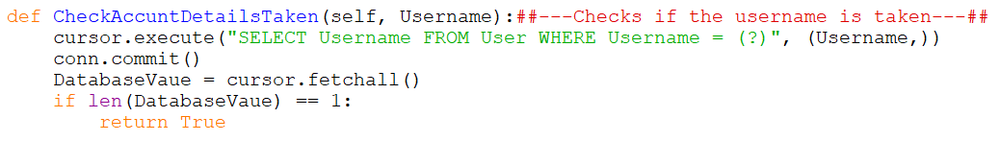 def CheckAccuntDetailsTaken(self, Username):##---Checks if the username is taken---##
    cursor.execute("SELECT Username FROM User WHERE Username = (?)", (Username,))
    conn.commit()
    DatabaseVaue = cursor.fetchall()
    if len(DatabaseVaue) == 1:
        return True